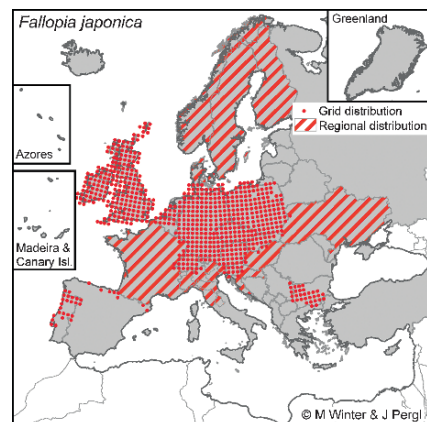 Fallopia japonica
Greenland
Grid distribution
Regional distribution
Azores
Madeira &
Canary Isl.
© M Winter & J Pergl